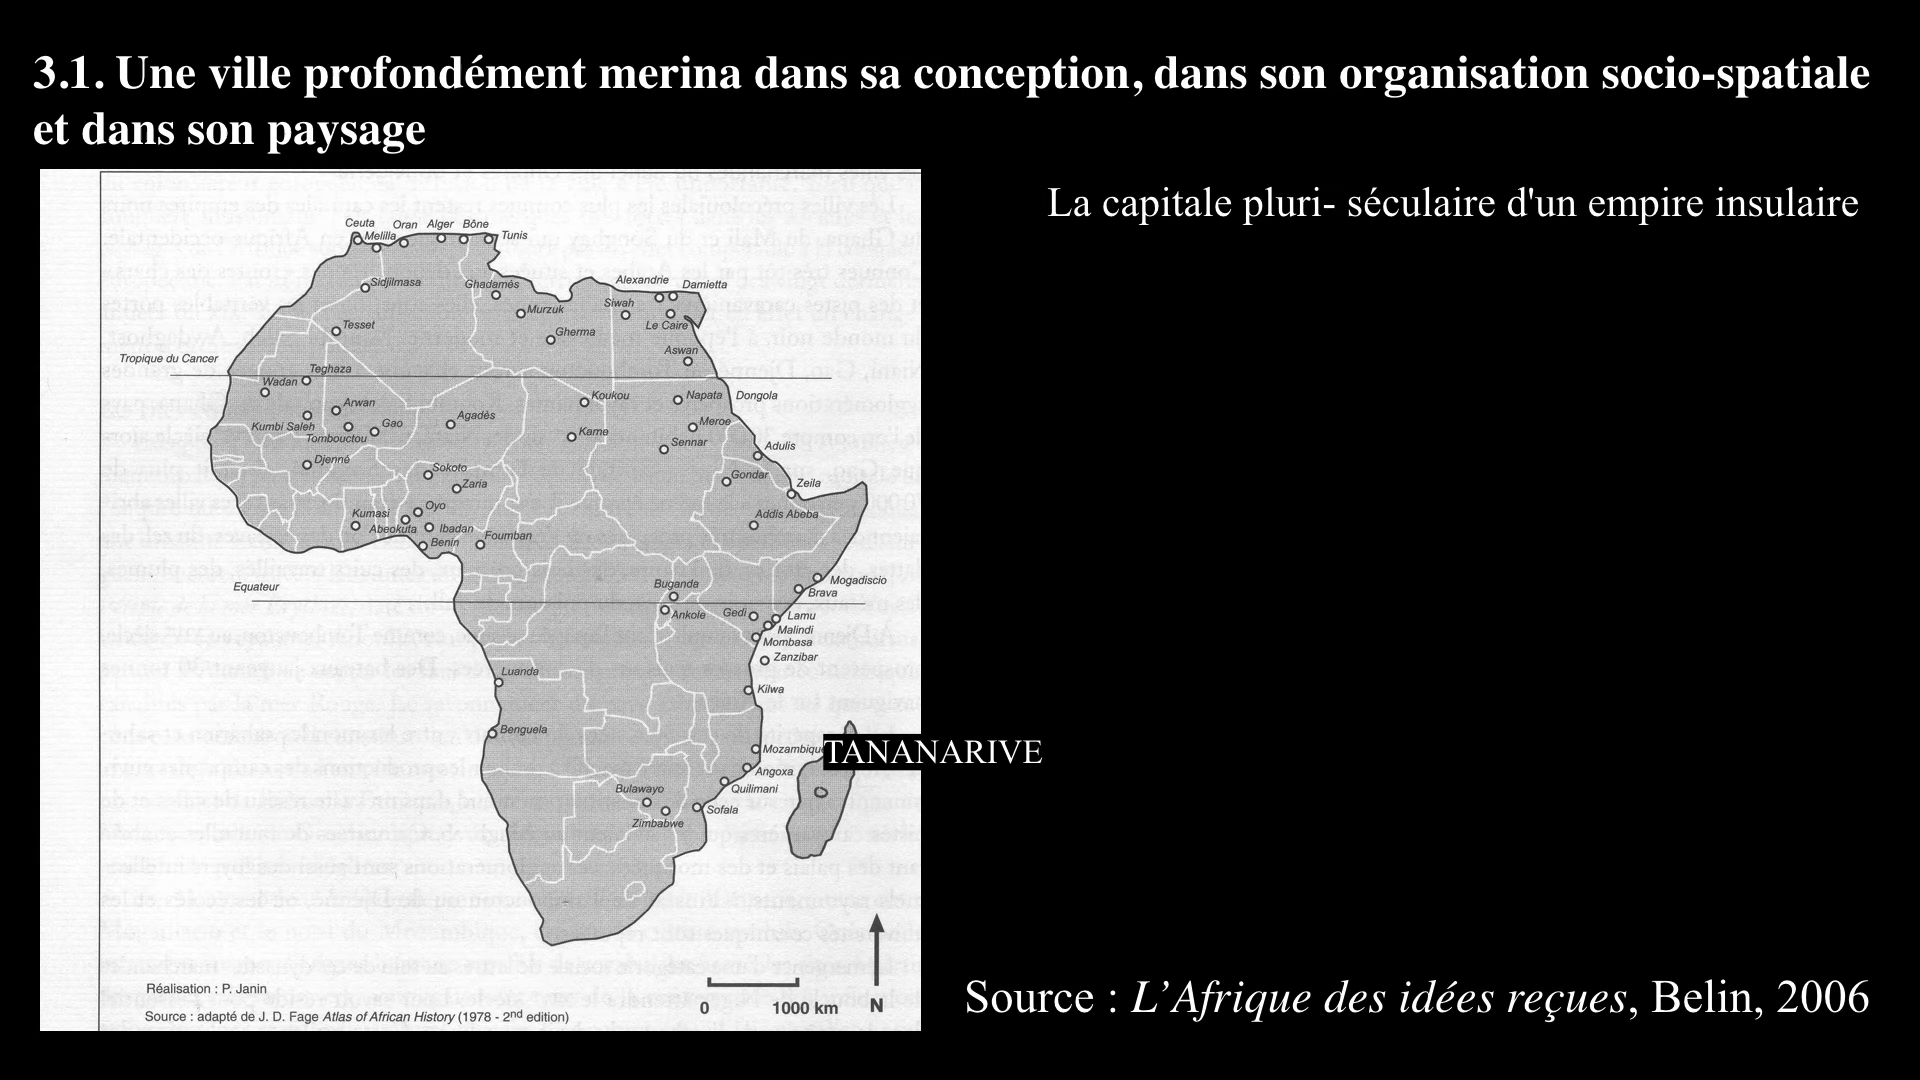 3.1. Une ville profondément merina dans sa conception, dans son organisation socio-spatiale
et dans son paysage
La capitale pluri- séculaire d'un empire insulaire
Ceuta
Melilla
Oran
Alger
Bône
Tunis
Sidjilmasa
Ghadamés
Alexandrie
Damietta
Siwah
Murzuk
Le Caire
Tesset
Gherma
Aswan
Tropique du Cancer
Teghaza
Wadan
Koukou
Napata
Dongola
Arwan
Agadès
Kumbi Saleh
Gao
Tombouctou
Kame
Meroe
Sennar
Adulis
Djenné
Sokoto
Zaria
Gondar
Zeila
Kumasi
Oyo
Abeokuta
Ibadan
Benin
Foumban
Addis Abeba
Equateur
Buganda
Mogadiscio
Brava
Ankole
Gedi
Lamu
Malindi
Mombasa
Zanzibar
Luanda
Kilwa
Benguela
Mozambique
TANANARIVE
Angoxa
Bulawayo
Quilimani
Zimbabwe
Sofala
Réalisation : P. Janin
Source : adapté de J. D. Fage Atlas of African History (1978 - 2nd edition)
0 1000 km
N
Source : L’Afrique des idées reçues, Belin, 2006